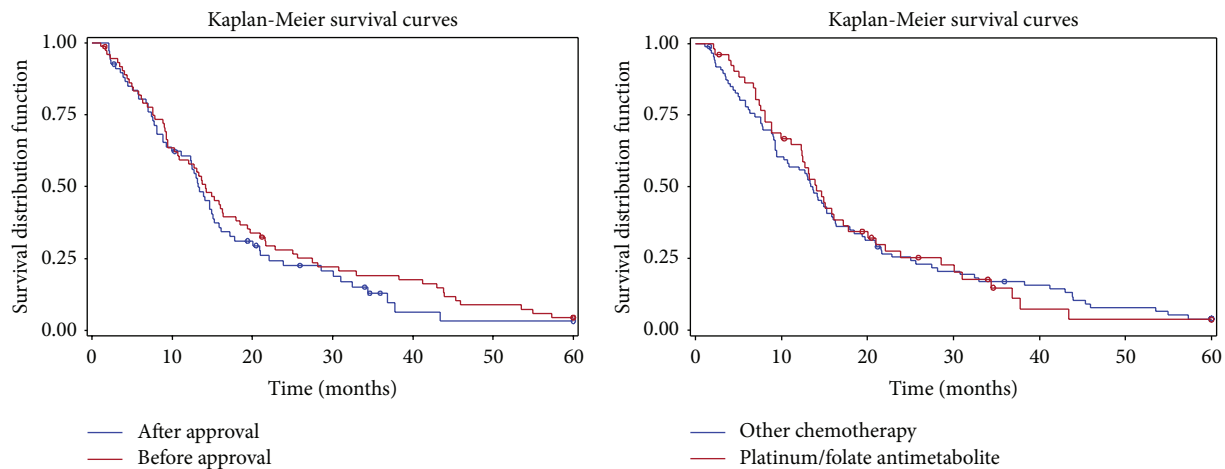 Kaplan-Meier survival curves
1.00
0.75
0.50
0.25
0.00
Survival distribution function
0 10 20 30 40 50 60
Time (months)
After approval
Before approval
Kaplan-Meier survival curves
1.00
0.75
0.50
0.25
0.00
Survival distribution function
0 10 20 30 40 50 60
Time (months)
Other chemotherapy
Platinum/folate antimetabolite